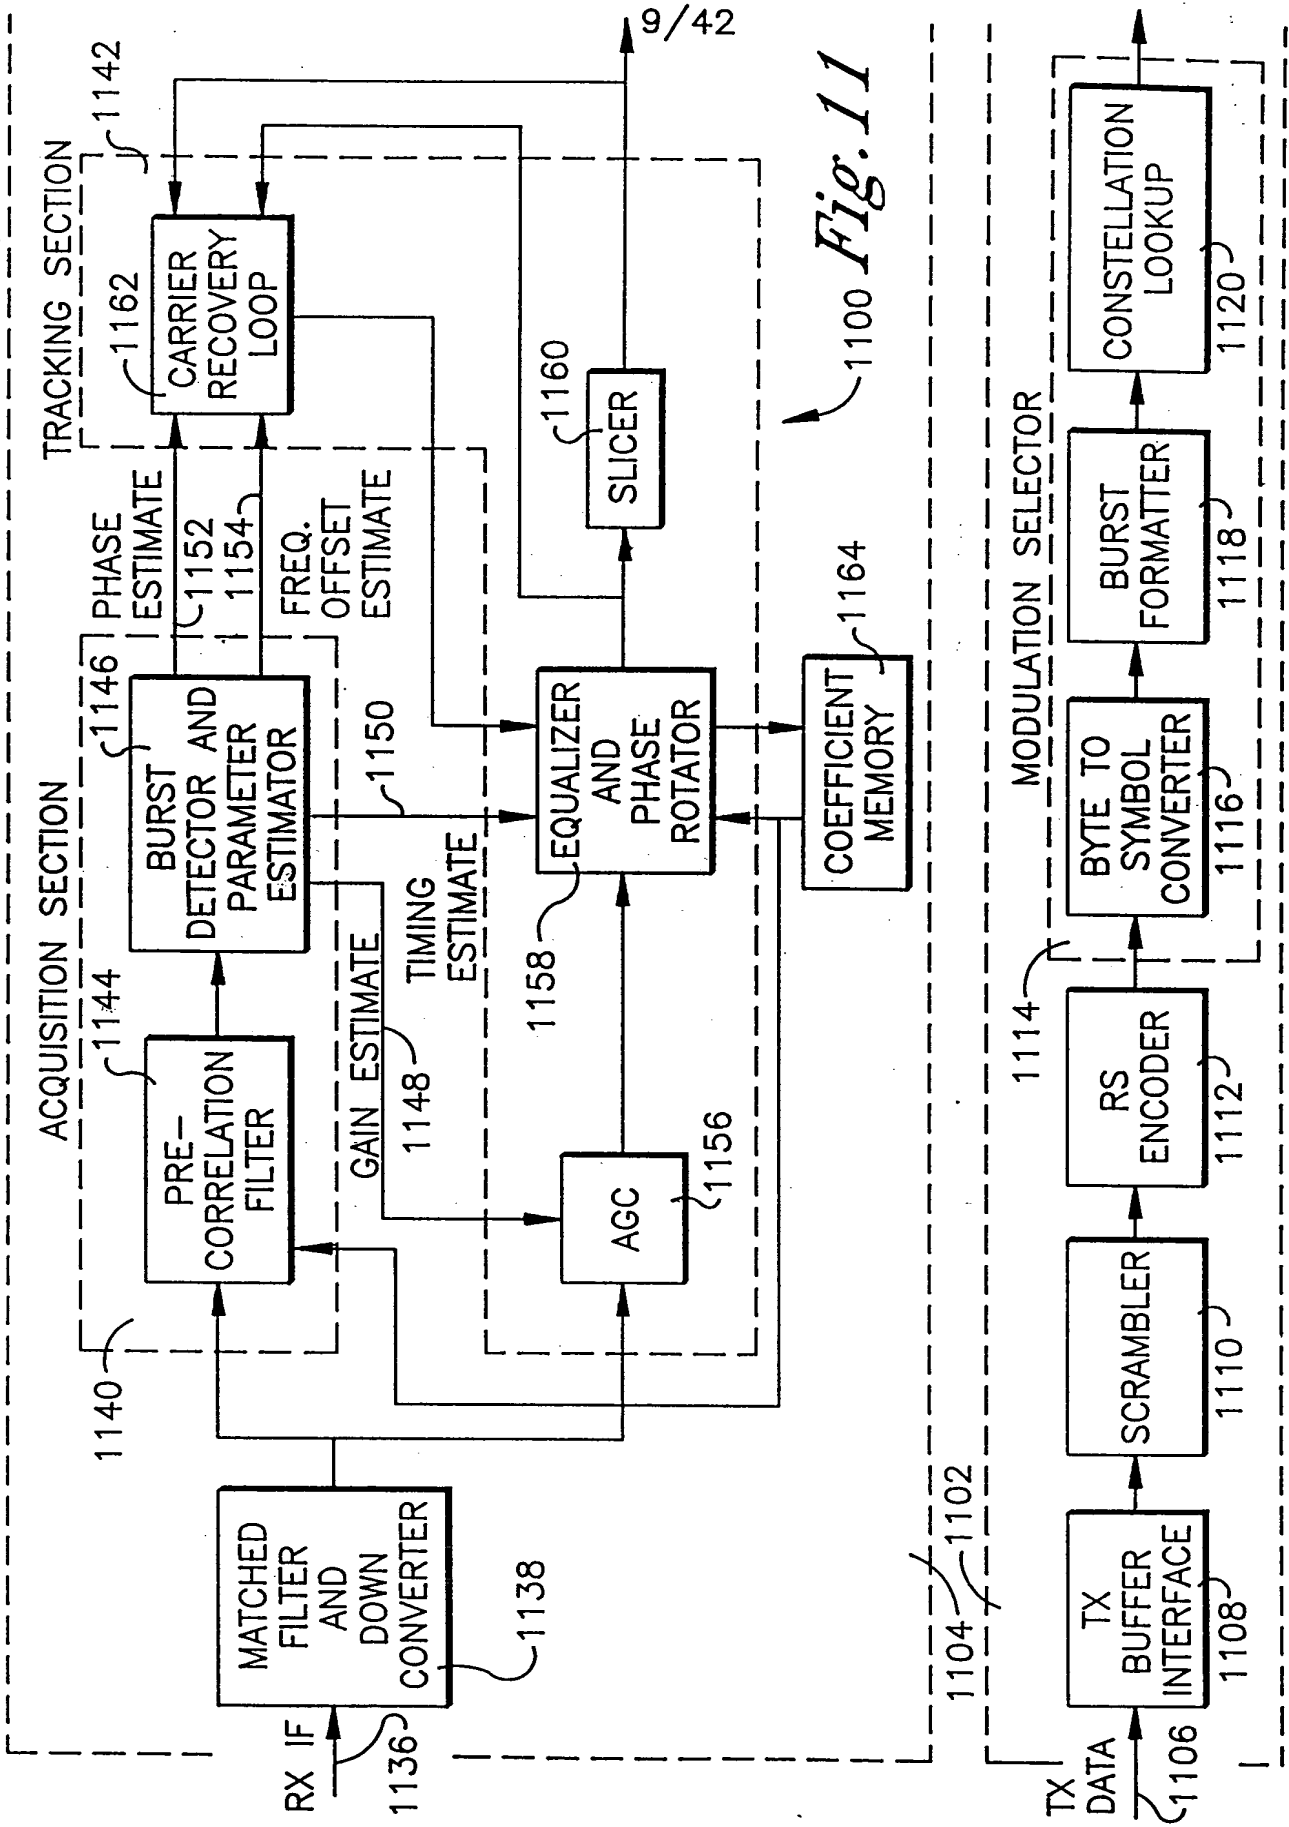 ACQUISITION SECTION
TRACKING SECTION
1140
1144
1146
1162
1142
PRE-
CORRELATION
FILTER
BURST
DETECTOR AND
PARAMETER
ESTIMATOR
PHASE
ESTIMATE
1152
1154
FREQ.
OFFSET
ESTIMATE
CARRIER
RECOVERY
LOOP
RX IF
1136
MATCHED
FILTER
AND
DOWN
CONVERTER
1138
GAIN ESTIMATE
1148
TIMING
ESTIMATE
1150
AGC
1156
1158
EQUALIZER
AND
PHASE
ROTATOR
1160
SLICER
9/42
COEFFICIENT
MEMORY
1164
1100
Fig. 11
1104
1102
MODULATION SELECTOR
1114
TX
DATA
1106
TX
BUFFER
INTERFACE
1108
SCRAMBLER
1110
RS
ENCODER
1112
BYTE TO
SYMBOL
CONVERTER
1116
BURST
FORMATTER
1118
CONSTELLATION
LOOKUP
1120